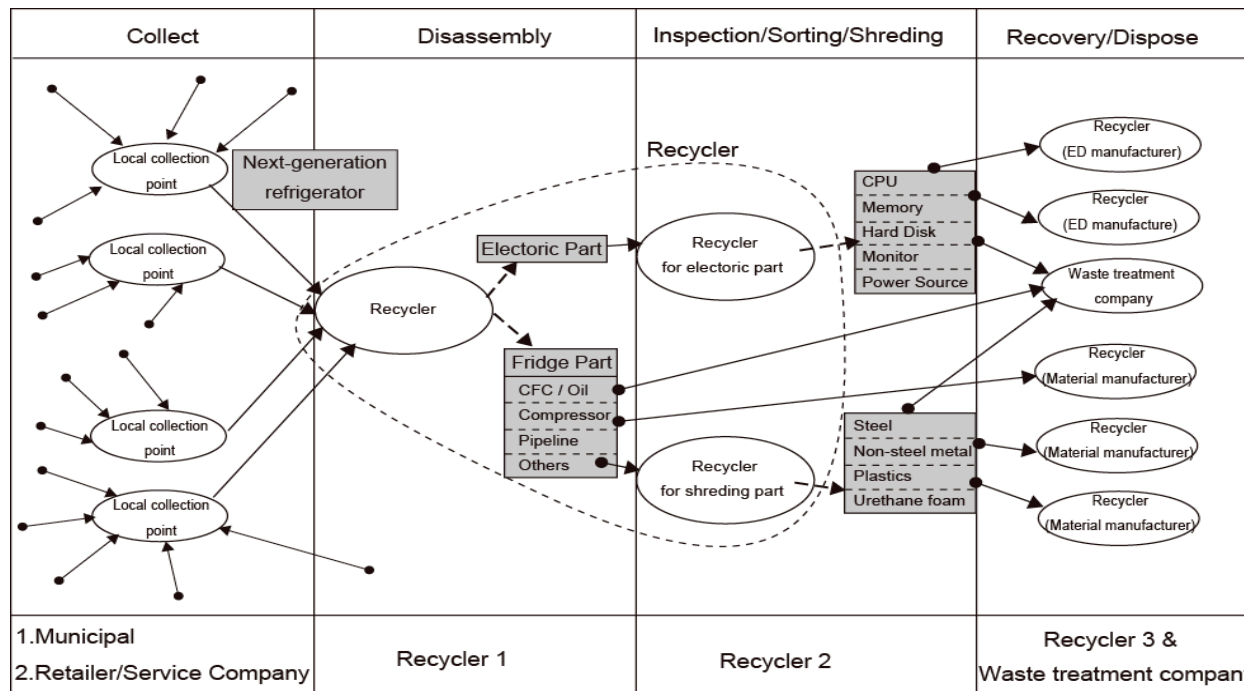 Collect
Disassembly
Inspection/Sorting/Shreding
Recovery/Dispose
Local collection
point
Next-generation
refrigerator
Local collection
point
Local collection
point
Local collection
point
Recycler
Recycler
Electoric Part
Fridge Part
CFC / Oil
Compressor
Pipeline
Others
Recycler
for electoric part
Recycler
for shreding part
CPU
Memory
Hard Disk
Monitor
Power Source
Steel
Non-steel metal
Plastics
Urethane foam
Recycler
(ED manufacturer)
Recycler
(ED manufacture)
Waste treatment
company
Recycler
(Material manufacturer)
Recycler
(Material manufacturer)
Recycler
(Material manufacturer)
1.Municipal
2.Retailer/Service Company
Recycler 1
Recycler 2
Recycler 3 &
Waste treatment company